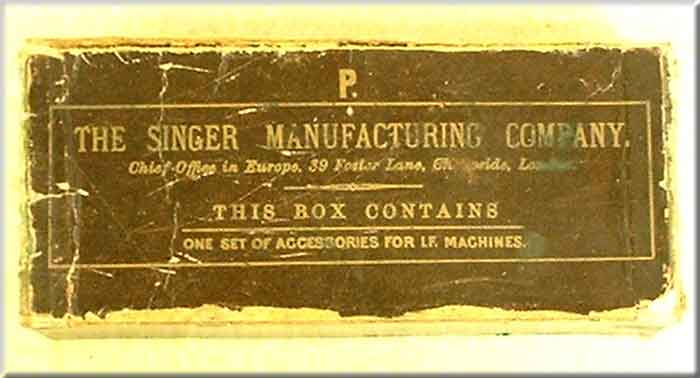 P.
THE SINGER MANUFACTURING COMPANY.
Chief Office in Europe, 39 Foster Lane,
THIS BOX CONTAINS
ONE SET OF ACCESSORIES FOR I.F. MACHINES.